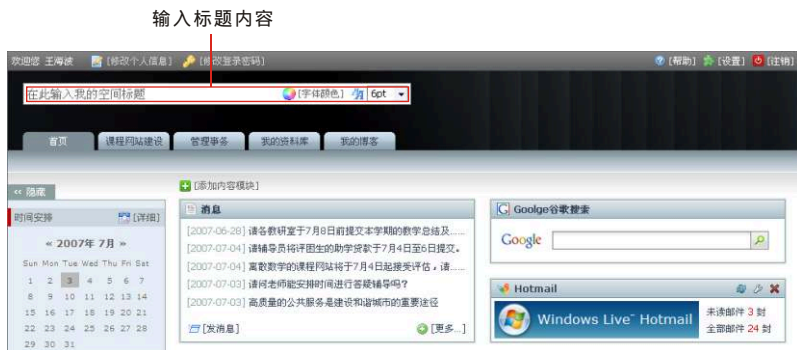 输入标题内容
欢迎您 王海波 [修改个人信息] [修改登录密码] [帮助] [设置] [注销]
在此输入我的空间标题 [字体颜色] 6pt
首页 课程网站建设 管理事务 我的资料库 我的博客
<< 隐藏
[添加内容模块]
时间安排 [详细]
« 2007年 7月 »
Sun Mon Tue Wed Thu Fri Sat
1 2 3 4 5 6 7
8 9 10 11 12 13 14
15 16 17 18 19 20 21
22 23 24 25 26 27 28
29 30 31
消息
[2007-06-28] 请各教研室于7月8日前提交本学期的教学总结及......
[2007-07-04] 请辅导员将评困生的助学贷款于7月4日至6日提交。
[2007-07-04] 离散数学的课程网站将于7月4日起接受评估，请......
[2007-07-03] 请问老师能安排时间进行答疑辅导吗?
[2007-07-03] 高质量的公共服务是建设和谐城市的重要途径
[发消息] [更多...]
Goolge谷歌搜索
Google
Hotmail
Windows Live™ Hotmail
未读邮件 3 封
全部邮件 24 封